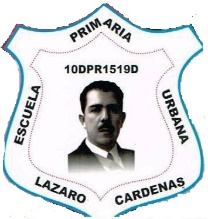 ESCUELA
PRIMARIA
URBANA
10DPR1519D
LAZARO CARDENAS